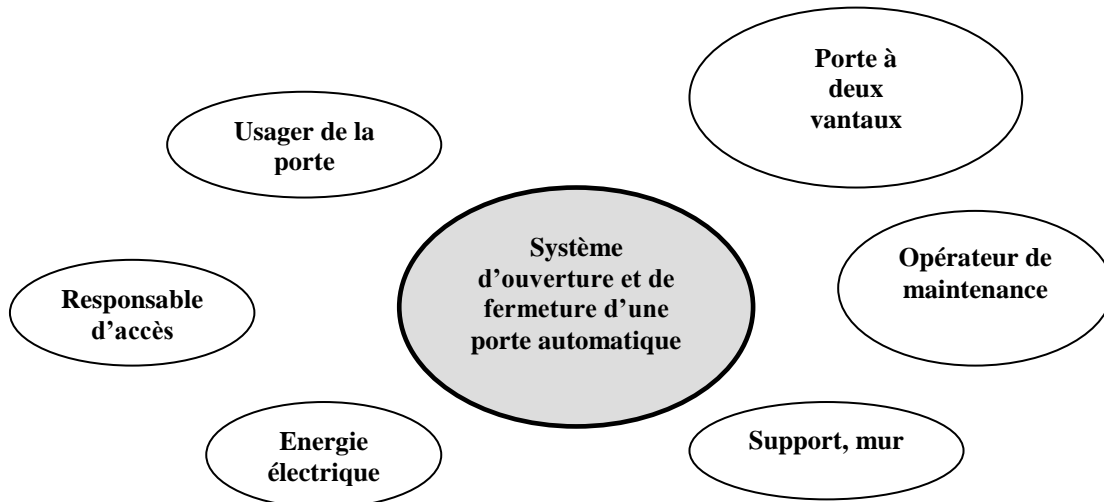 Porte à
deux
vantaux
Usager de la
porte
Système
d’ouverture et de
fermeture d’une
porte automatique
Opérateur de
maintenance
Responsable
d’accès
Energie
électrique
Support, mur